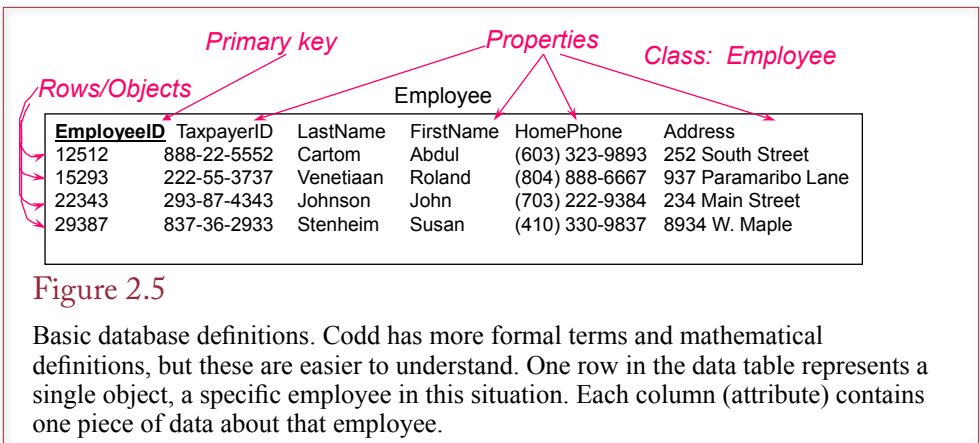 Primary key
Properties
Class: Employee
Rows/Objects
Employee
EmployeeID TaxpayerID LastName FirstName HomePhone Address
12512 888-22-5552 Cartom Abdul (603) 323-9893 252 South Street
15293 222-55-3737 Venetiaan Roland (804) 888-6667 937 Paramaribo Lane
22343 293-87-4343 Johnson John (703) 222-9384 234 Main Street
29387 837-36-2933 Stenheim Susan (410) 330-9837 8934 W. Maple
Figure 2.5
Basic database definitions. Codd has more formal terms and mathematical
definitions, but these are easier to understand. One row in the data table represents a
single object, a specific employee in this situation. Each column (attribute) contains
one piece of data about that employee.